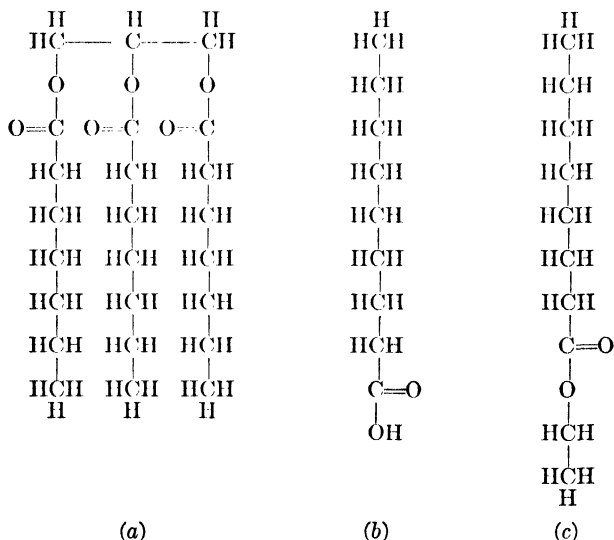 H H H H H
HC—C—CH HCH HCH
O O O HCH HCH
O=C O=C O=C HCH HCH
HCH HCH HCH HCH HCH
HCH HCH HCH HCH HCH
HCH HCH HCH HCH HCH
HCH HCH HCH HCH HCH
HCH HCH HCH HCH C=O
HCH HCH HCH C=O O
H H H
OH HCH
HCH
H
(a) (b) (c)